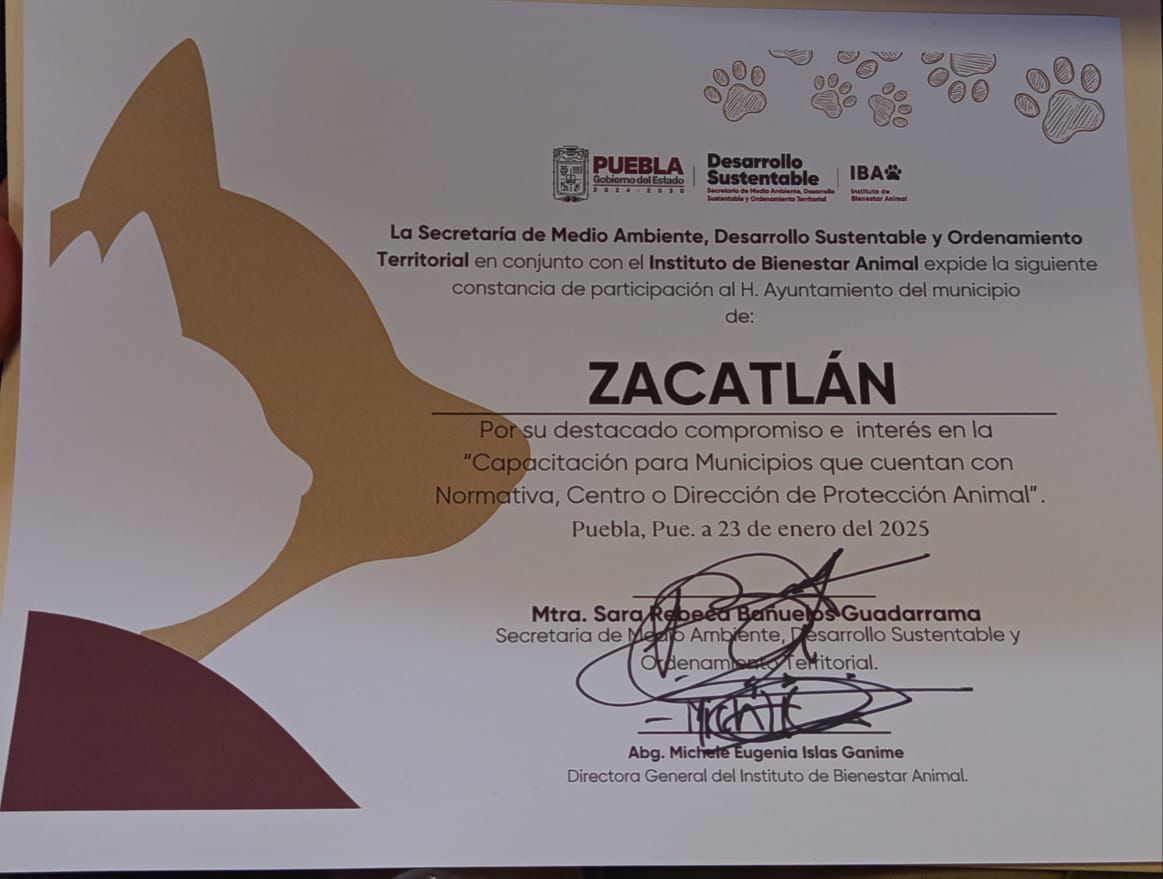 PUEBLA
Gobierno del Estado
2024 - 2030
Desarrollo
Sustentable
Secretaría de Medio Ambiente, Desarrollo
Sustentable y Ordenamiento Territorial
IBA
Instituto de
Bienestar Animal
La Secretaría de Medio Ambiente, Desarrollo Sustentable y Ordenamiento
Territorial en conjunto con el Instituto de Bienestar Animal expide la siguiente
constancia de participación al H. Ayuntamiento del municipio
de:
ZACATLÁN
Por su destacado compromiso e interés en la
“Capacitación para Municipios que cuentan con
Normativa, Centro o Dirección de Protección Animal”.
Puebla, Pue. a 23 de enero del 2025
Mtra. Sara Rebeca Bañuelos Guadarrama
Secretaria de Medio Ambiente, Desarrollo Sustentable y
Ordenamiento Territorial.
Abg. Michele Eugenia Islas Ganime
Directora General del Instituto de Bienestar Animal.